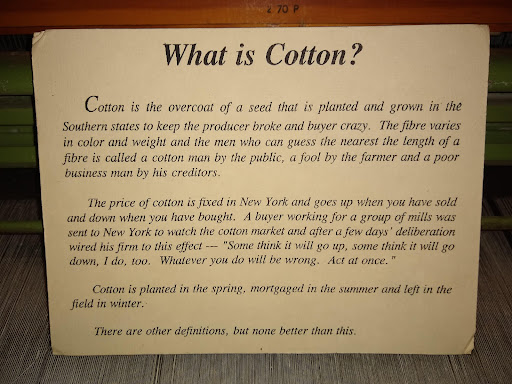 2 70 P
What is Cotton?
Cotton is the overcoat of a seed that is planted and grown in the
Southern states to keep the producer broke and buyer crazy. The fibre varies
in color and weight and the men who can guess the nearest the length of a
fibre is called a cotton man by the public, a fool by the farmer and a poor
business man by his creditors.
The price of cotton is fixed in New York and goes up when you have sold
and down when you have bought. A buyer working for a group of mills was
sent to New York to watch the cotton market and after a few days' deliberation
wired his firm to this effect --- "Some think it will go up, some think it will go
down, I do, too. Whatever you do will be wrong. Act at once."
Cotton is planted in the spring, mortgaged in the summer and left in the
field in winter.
There are other definitions, but none better than this.